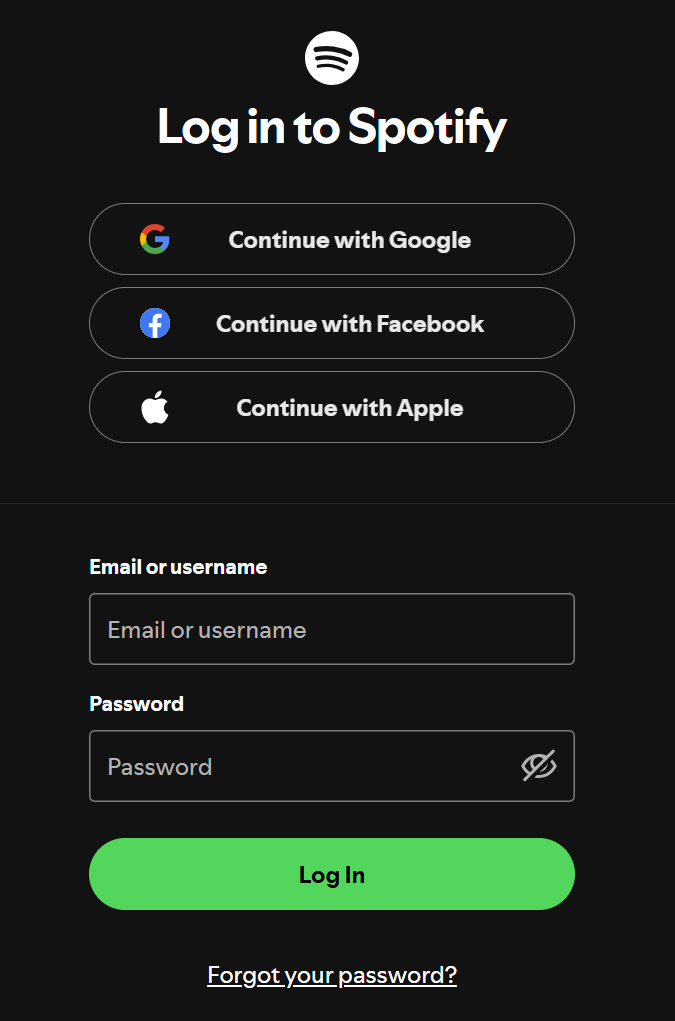 Log in to Spotify
Continue with Google
Continue with Facebook
Continue with Apple
Email or username
Email or username
Password
Password
Log In
Forgot your password?